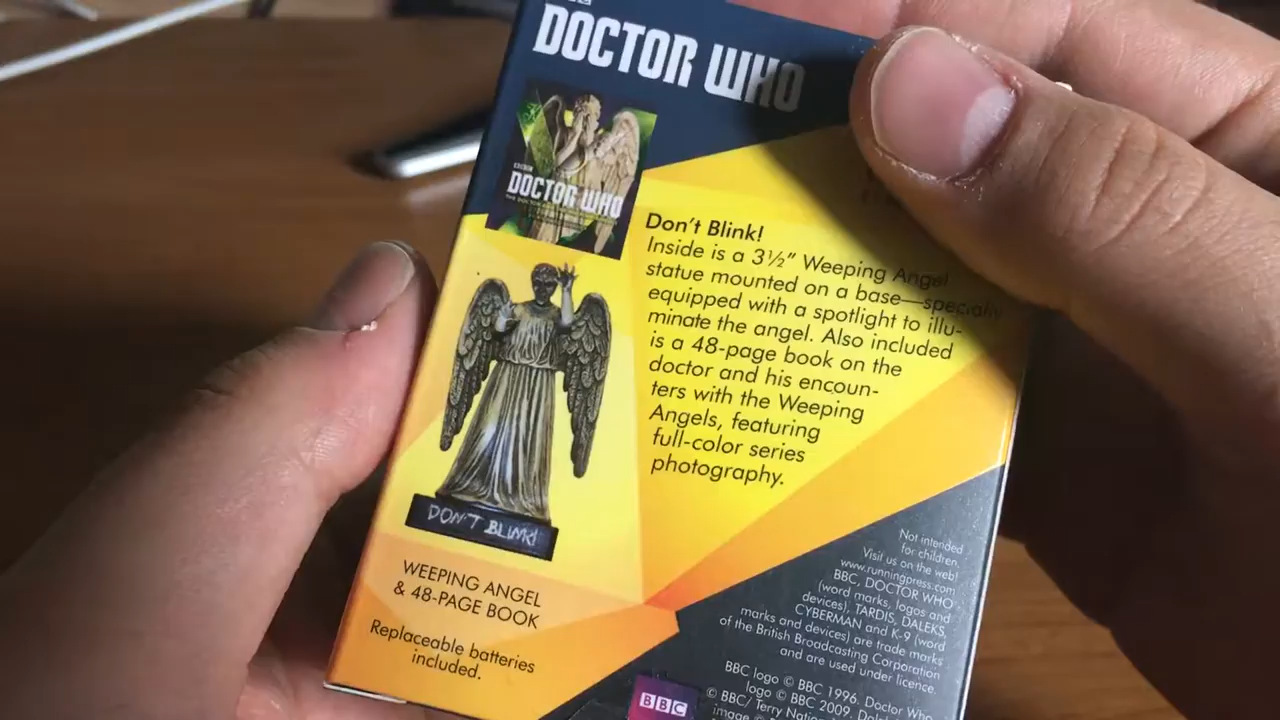 DOCTOR WHO
BBC
DOCTOR WHO
Don't Blink!
Inside is a 3½" Weeping Angel
statue mounted on a base—specially
equipped with a spotlight to illu-
minate the angel. Also included
is a 48-page book on the
doctor and his encoun-
ters with the Weeping
Angels, featuring
full-color series
photography.
DON'T BLINK!
WEEPING ANGEL
& 48-PAGE BOOK
Replaceable batteries
included.
Not intended
for children.
Visit us on the web!
www.runningpress.com
BBC, DOCTOR WHO
(word marks, logos and
devices), TARDIS, DALEKS,
CYBERMAN and K-9 (word
marks and devices) are trade marks
of the British Broadcasting Corporation
and are used under licence.
BBC logo © BBC 1996. Doctor Who
logo © BBC 2009.
© BBC/ Terry
image ©
BBC